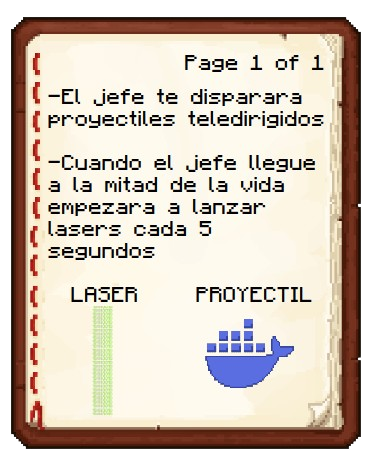 Page 1 of 1
-El jefe te disparara
proyectiles teledirigidos
-Cuando el jefe llegue
a la mitad de la vida
empezara a lanzar
lasers cada 5
segundos
LASER PROYECTIL